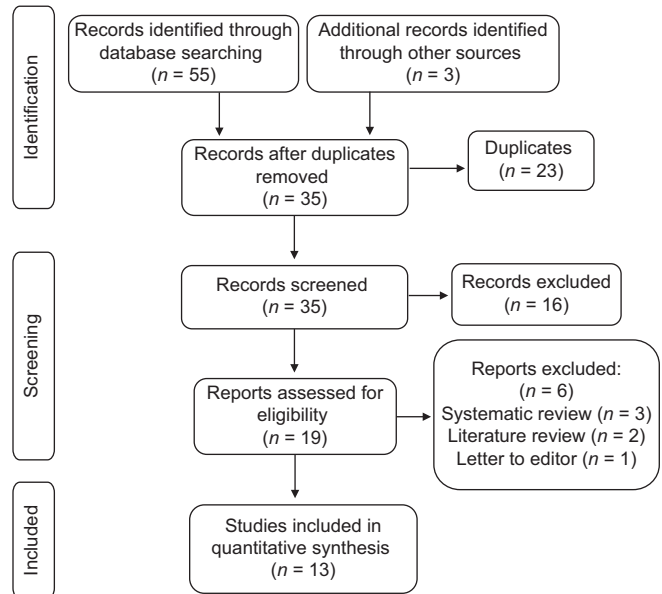 Identification
Records identified through
database searching
(n = 55)
Additional records identified
through other sources
(n = 3)
Records after duplicates
removed
(n = 35)
Duplicates
(n = 23)
Screening
Records screened
(n = 35)
Records excluded
(n = 16)
Reports assessed for
eligibility
(n = 19)
Reports excluded:
(n = 6)
Systematic review (n = 3)
Literature review (n = 2)
Letter to editor (n = 1)
Included
Studies included in
quantitative synthesis
(n = 13)